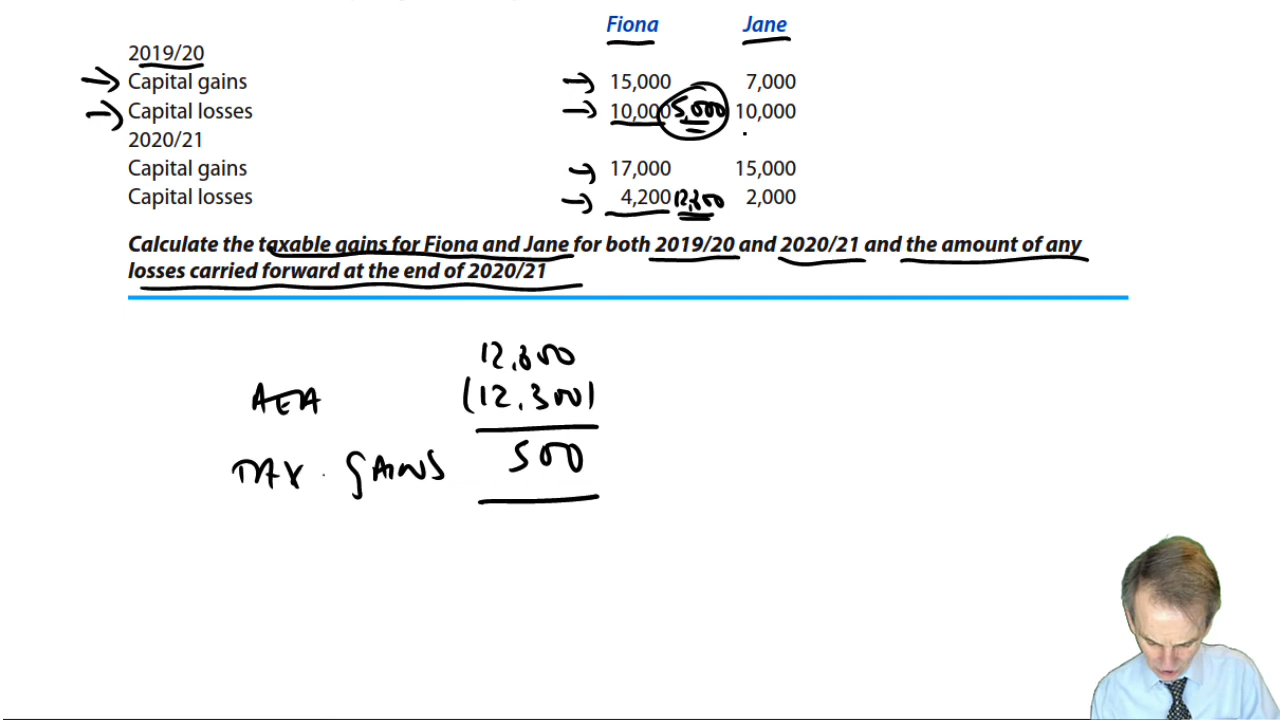 Fiona Jane
2019/20
Capital gains 15,000 7,000
Capital losses 10,000 5,000 10,000
2020/21
Capital gains 17,000 15,000
Capital losses 4,200 12,800 2,000
Calculate the taxable gains for Fiona and Jane for both 2019/20 and 2020/21 and the amount of any
losses carried forward at the end of 2020/21
12,800
AEA (12,300)
TAX. GAINS 500